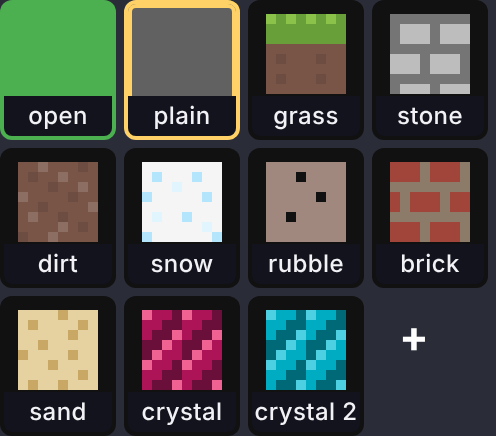 open
plain
grass
stone
dirt
snow
rubble
brick
sand
crystal
crystal 2
+